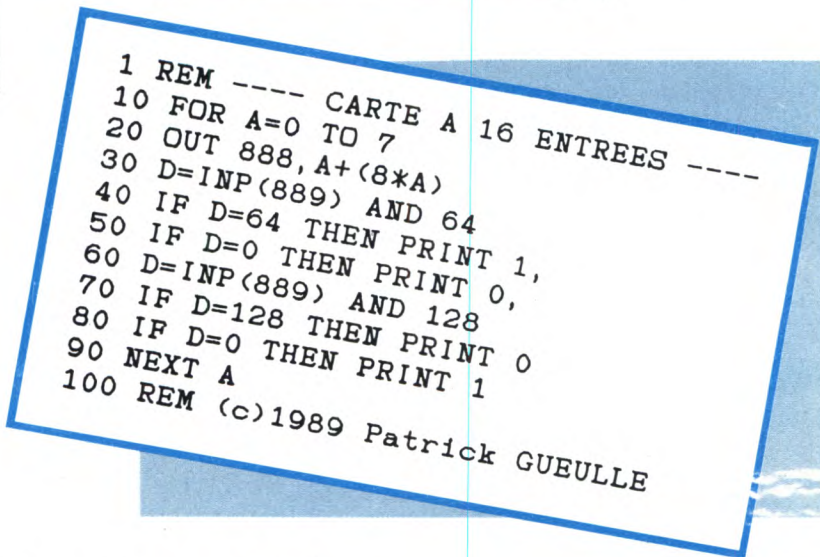 1 REM ---- CARTE A 16 ENTREES ----
10 FOR A=0 TO 7
20 OUT 888,A+(8*A)
30 D=INP(889) AND 64
40 IF D=64 THEN PRINT 1,
50 IF D=0 THEN PRINT 0,
60 D=INP(889) AND 128
70 IF D=128 THEN PRINT 0
80 IF D=0 THEN PRINT 1
90 NEXT A
100 REM (c)1989 Patrick GUEULLE